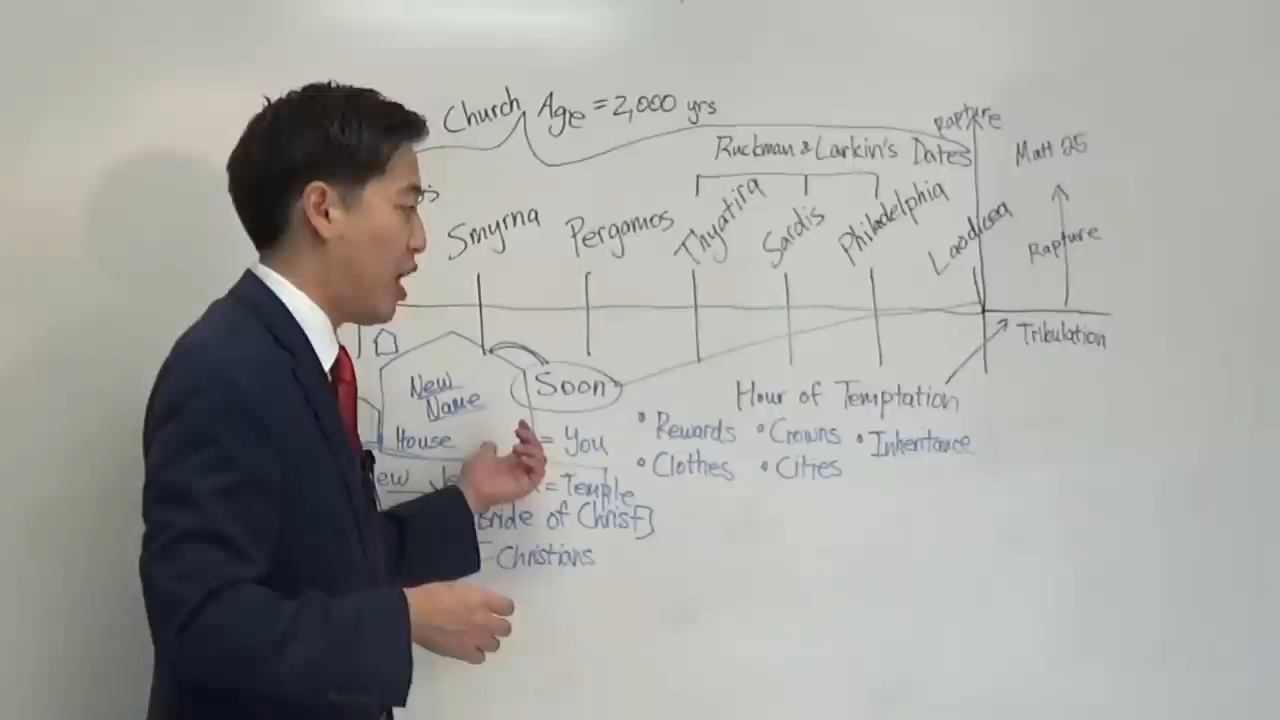 Church Age = 2,000 yrs
Rapture
Ruckman & Larkin's Dates
Matt 25
Smyrna
Pergamos
Thyatira
Sardis
Philadelphia
Laodicea
Rapture
Tribulation
New
Name
Soon
Hour of Temptation
House = You
• Rewards • Crowns • Inheritance
• Clothes • Cities
= Temple
Bride of Christ}
= Christians